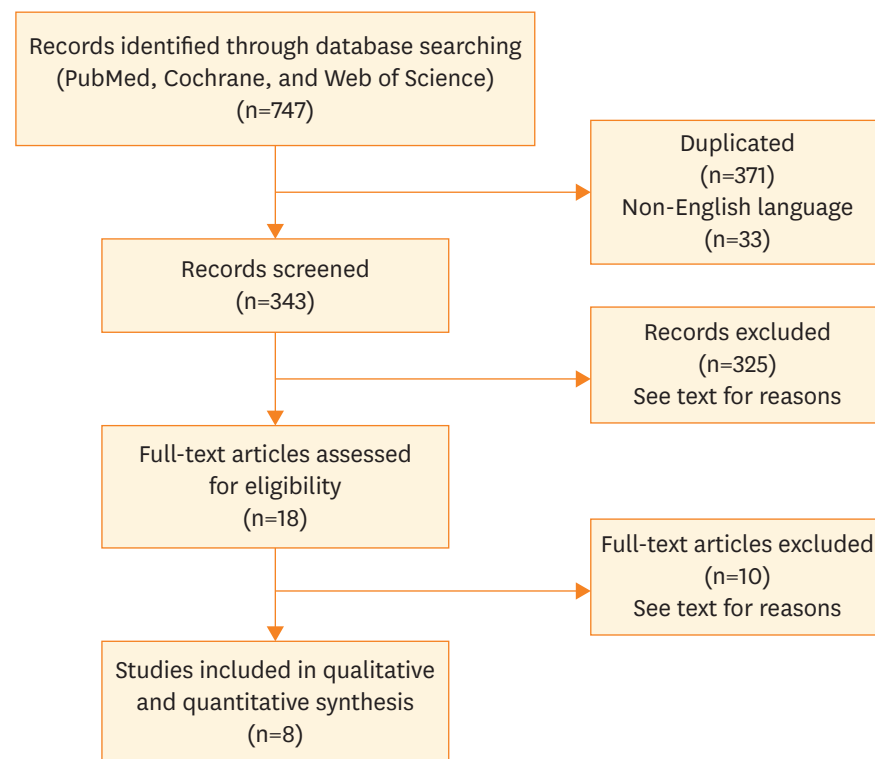 Records identified through database searching
(PubMed, Cochrane, and Web of Science)
(n=747)
Duplicated
(n=371)
Non-English language
(n=33)
Records screened
(n=343)
Records excluded
(n=325)
See text for reasons
Full-text articles assessed
for eligibility
(n=18)
Full-text articles excluded
(n=10)
See text for reasons
Studies included in qualitative
and quantitative synthesis
(n=8)